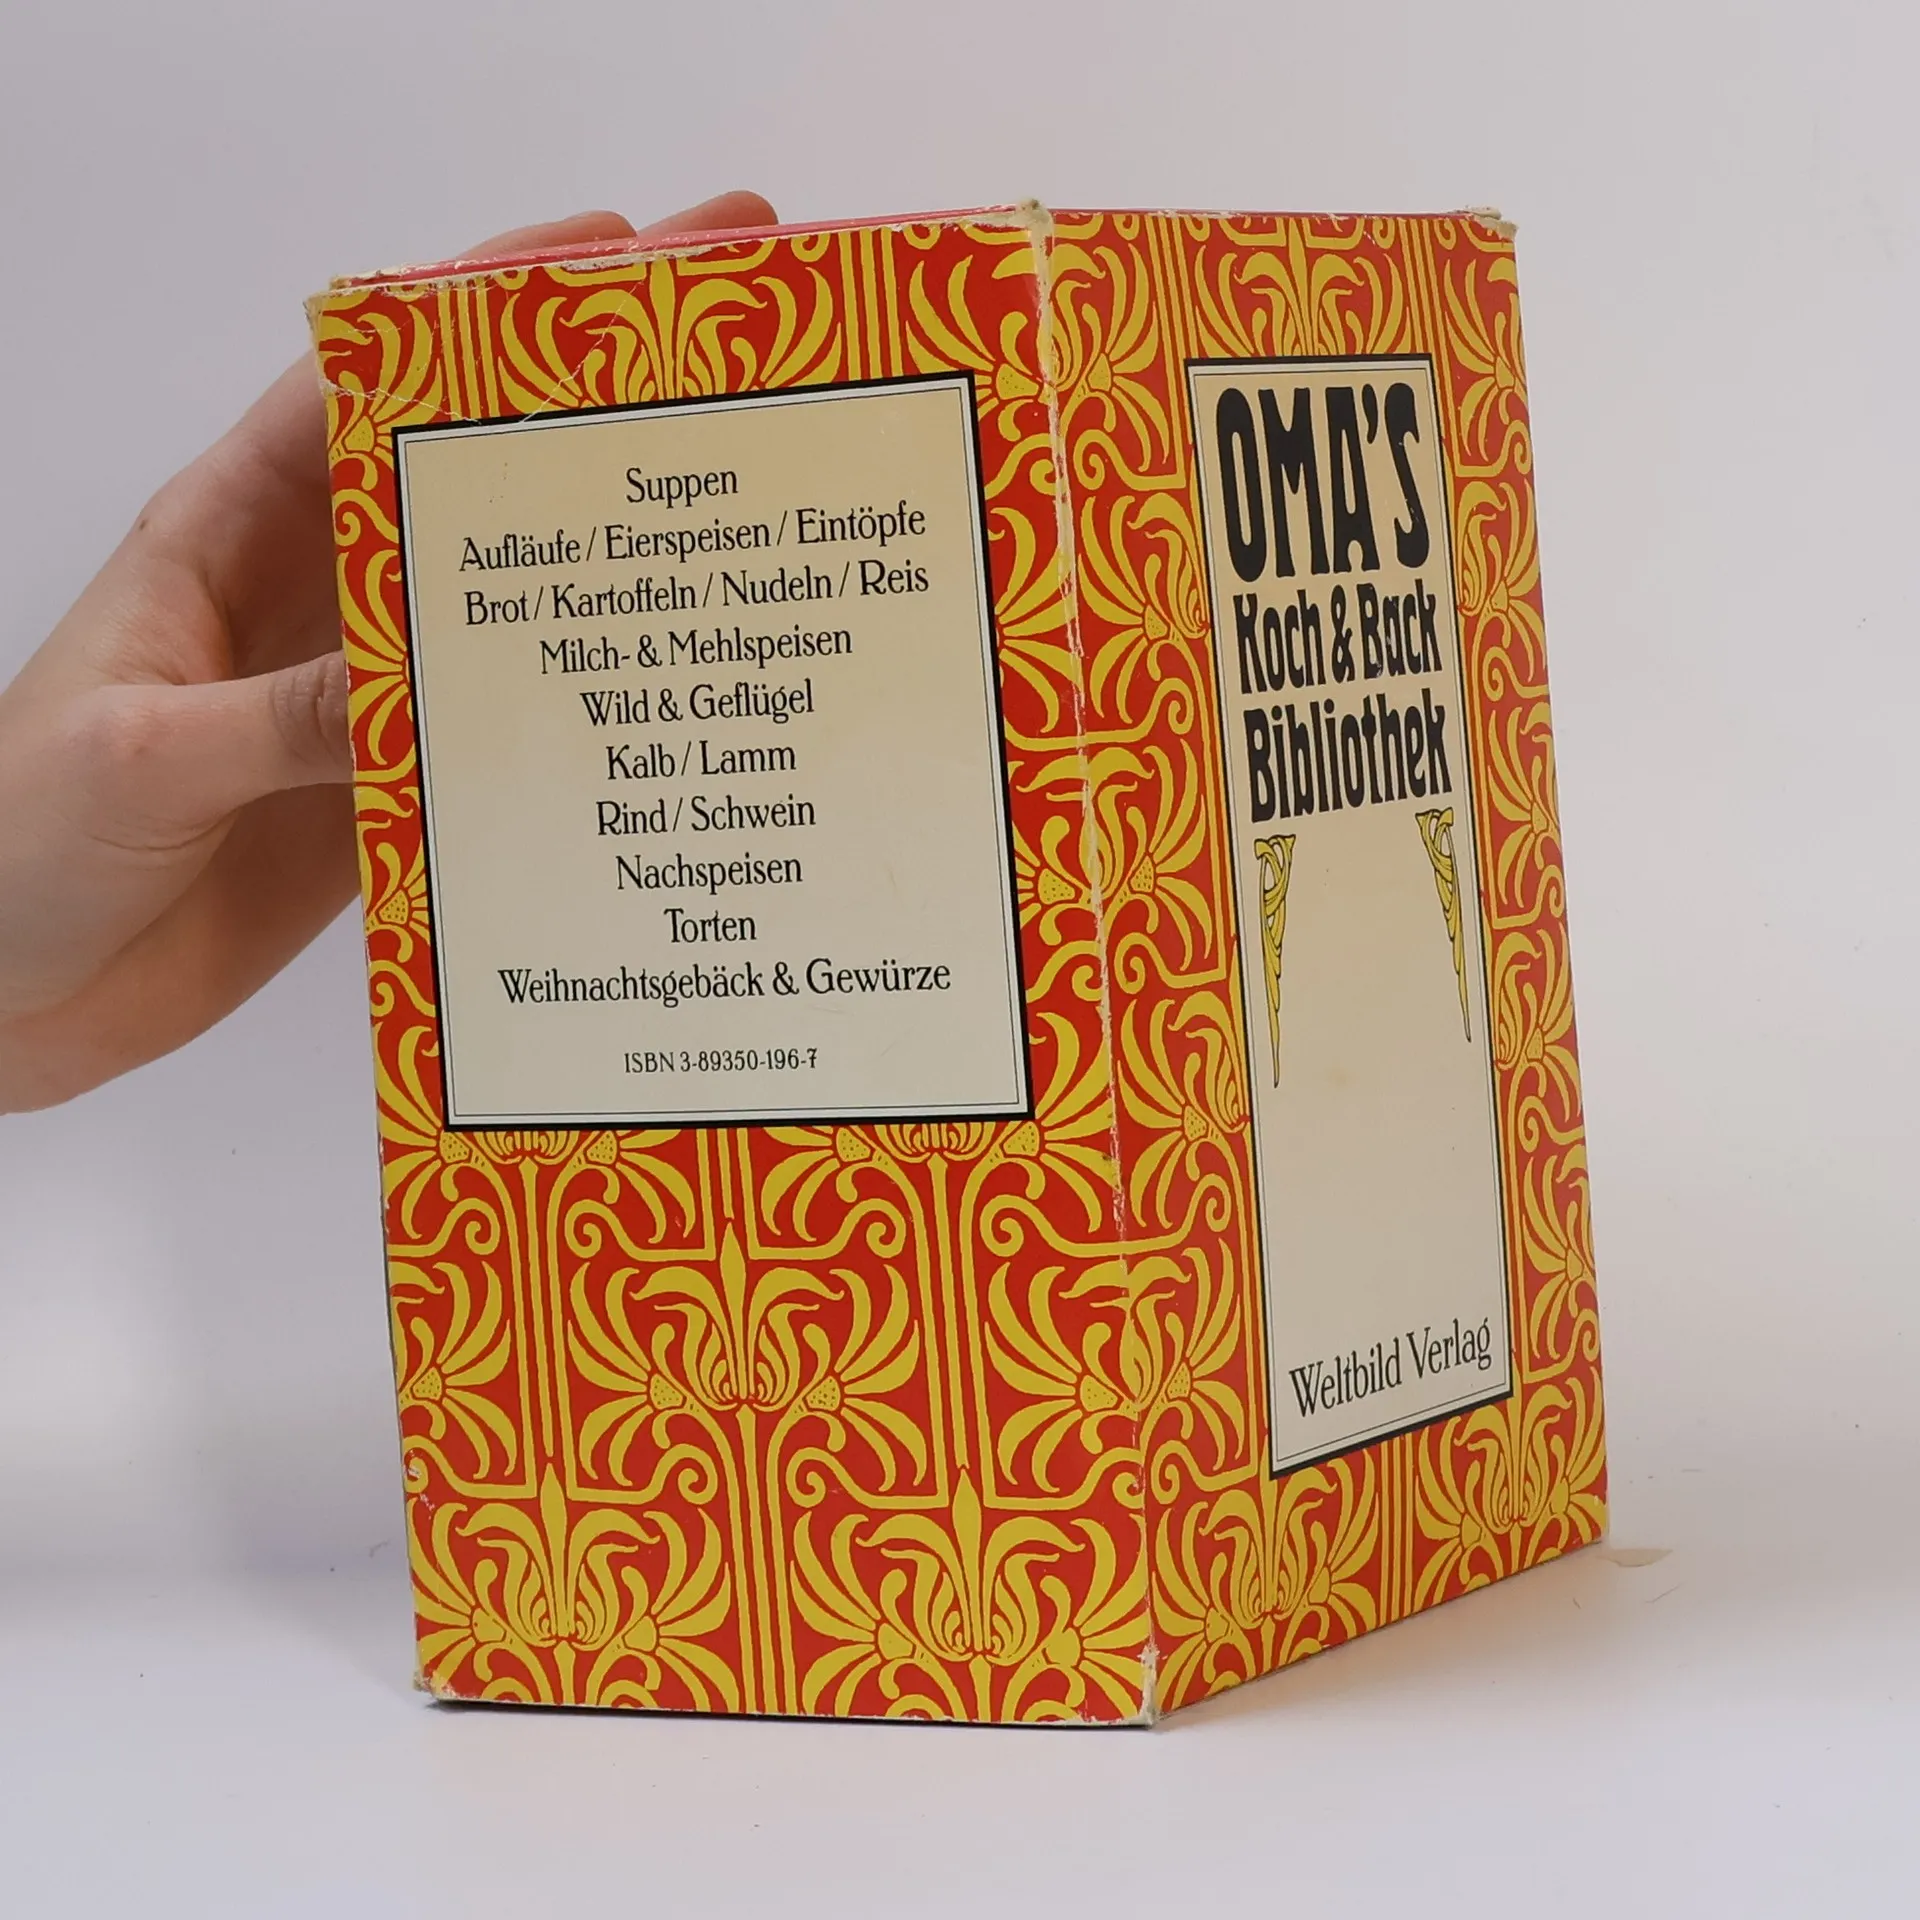 Suppen
Aufläufe / Eierspeisen / Eintöpfe
Brot / Kartoffeln / Nudeln / Reis
Milch- & Mehlspeisen
Wild & Geflügel
Kalb / Lamm
Rind / Schwein
Nachspeisen
Torten
Weihnachtsgebäck & Gewürze
ISBN 3-89350-196-7
OMA'S
Koch & Back
Bibliothek
Weltbild Verlag